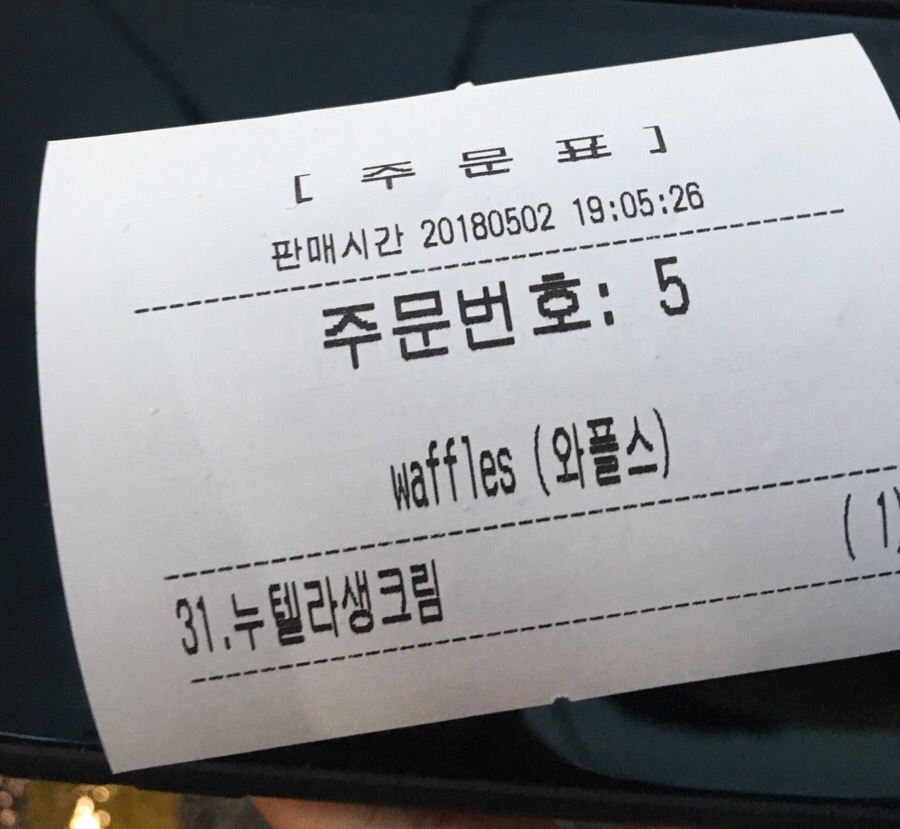 [ 주 문 표 ]
판매시간 20180502 19:05:26
주문번호: 5
waffles (와플스)
31.누텔라생크림 ( 1)